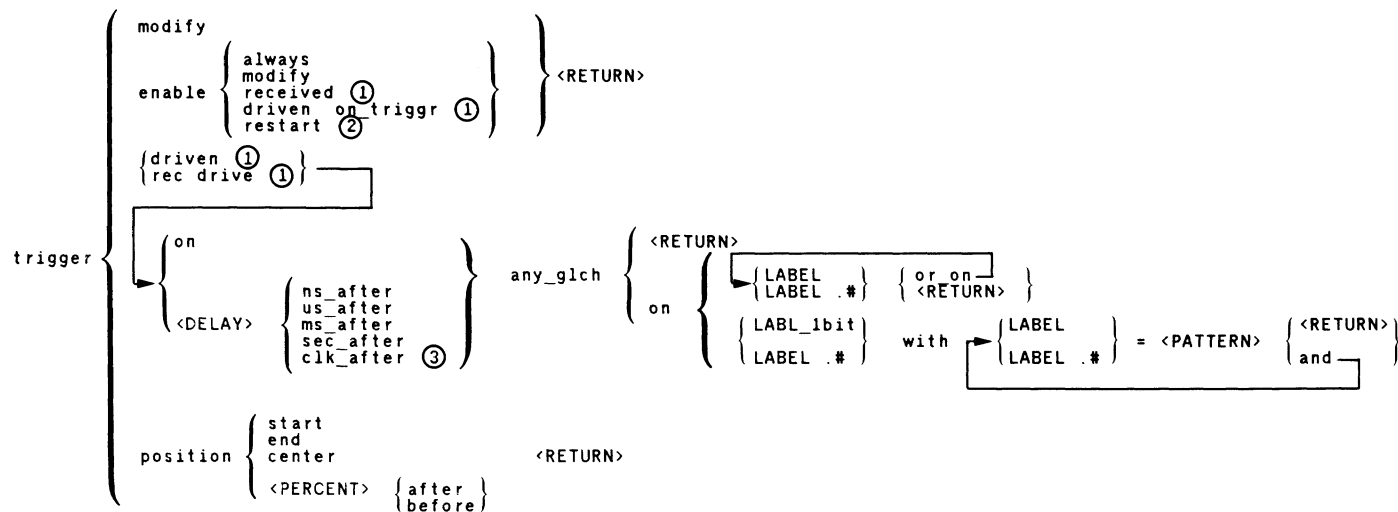 modify
always
modify
enable received ①
driven on_triggr ①
restart ②
<RETURN>
driven ①
rec drive ①
trigger
on
<DELAY>
ns_after
us_after
ms_after
sec_after
clk_after ③
any_glch
<RETURN>
on
LABEL
LABEL .#
or_on
<RETURN>
LABL_1bit
LABEL .#
with
LABEL
LABEL .#
= <PATTERN>
<RETURN>
and
position
start
end
center
<PERCENT>
after
before
<RETURN>